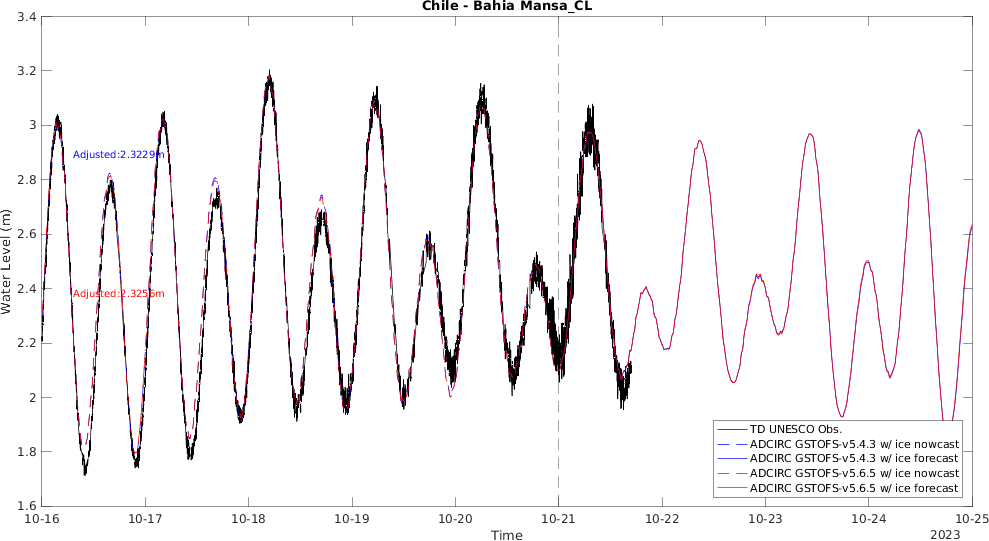 Chile - Bahia Mansa_CL
3.4
3.2
3
2.8
2.6
2.4
2.2
2
1.8
1.6
Water Level (m)
Adjusted:2.3229m
Adjusted:2.3256m
TD UNESCO Obs.
ADCIRC GSTOFS-v5.4.3 w/ ice nowcast
ADCIRC GSTOFS-v5.4.3 w/ ice forecast
ADCIRC GSTOFS-v5.6.5 w/ ice nowcast
ADCIRC GSTOFS-v5.6.5 w/ ice forecast
10-16 10-17 10-18 10-19 10-20 10-21 10-22 10-23 10-24 10-25
Time
2023